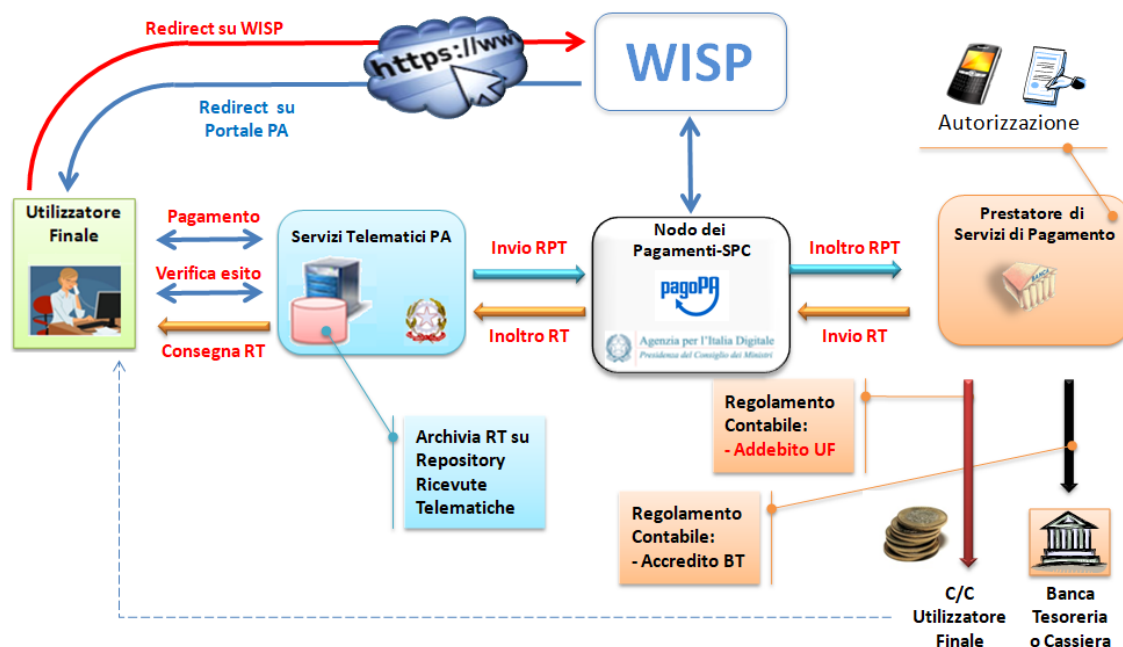 Redirect su WISP
https://www
WISP
Redirect su
Portale PA
Autorizzazione
Utilizzatore
Finale
Pagamento
Verifica esito
Consegna RT
Servizi Telematici PA
Invio RPT
Inoltro RT
Nodo dei
Pagamenti-SPC
pagoPA
Agenzia per l'Italia Digitale
Presidenza del Consiglio dei Ministri
Inoltro RPT
Invio RT
Prestatore di
Servizi di Pagamento
BANCA
Archivia RT su
Repository
Ricevute
Telematiche
Regolamento
Contabile:
- Addebito UF
Regolamento
Contabile:
- Accredito BT
C/C
Utilizzatore
Finale
Banca
Tesoreria
o Cassiera